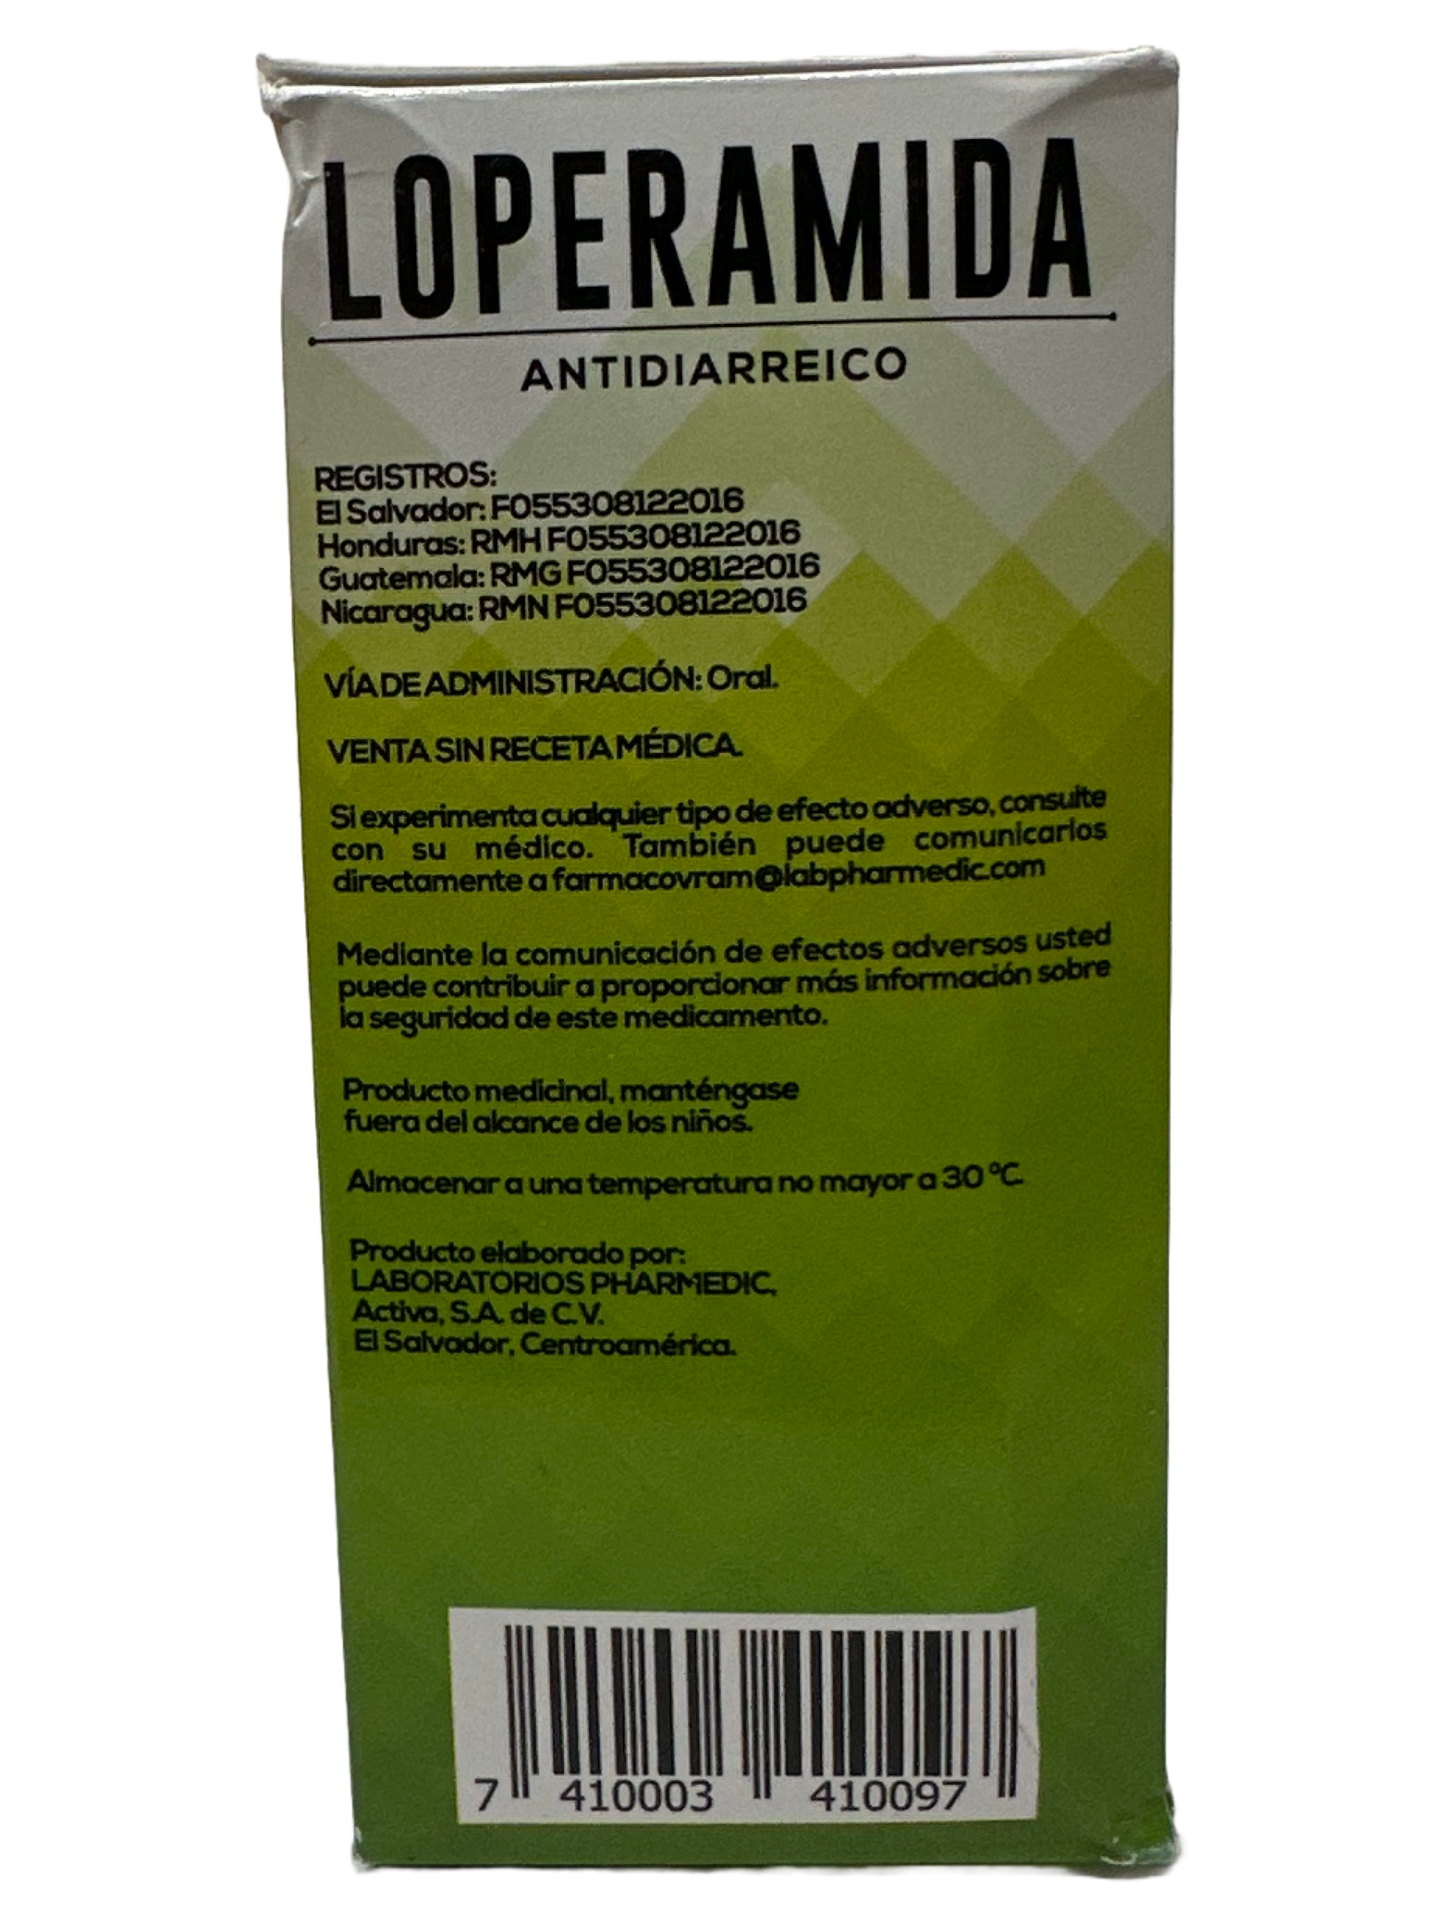 LOPERAMIDA
ANTIDIARREICO
REGISTROS:
El Salvador: F055308122016
Honduras: RMH F055308122016
Guatemala: RMG F055308122016
Nicaragua: RMN F055308122016
VÍA DE ADMINISTRACIÓN: Oral.
VENTA SIN RECETA MÉDICA.
Si experimenta cualquier tipo de efecto adverso, consulte
con su médico. También puede comunicarlos
directamente a farmacovram@labpharmedic.com
Mediante la comunicación de efectos adversos usted
puede contribuir a proporcionar más información sobre
la seguridad de este medicamento.
Producto medicinal, manténgase
fuera del alcance de los niños.
Almacenar a una temperatura no mayor a 30 °C.
Producto elaborado por:
LABORATORIOS PHARMEDIC,
Activa, S.A. de C.V.
El Salvador, Centroamérica.
7 410003 410097